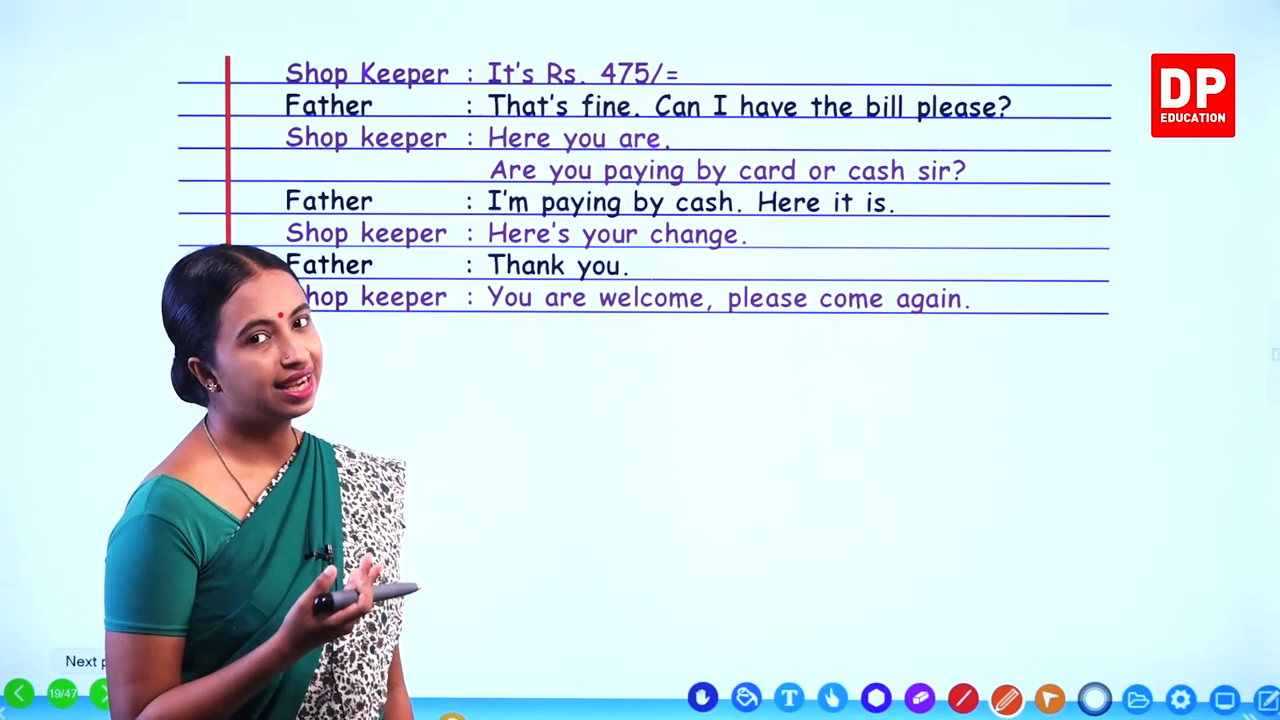 Shop Keeper : It's Rs. 475/=
Father : That's fine. Can I have the bill please?
Shop keeper : Here you are.
Are you paying by card or cash sir?
Father : I'm paying by cash. Here it is.
Shop keeper : Here's your change.
Father : Thank you.
hop keeper : You are welcome, please come again.
DP
EDUCATION
Next p
19/47